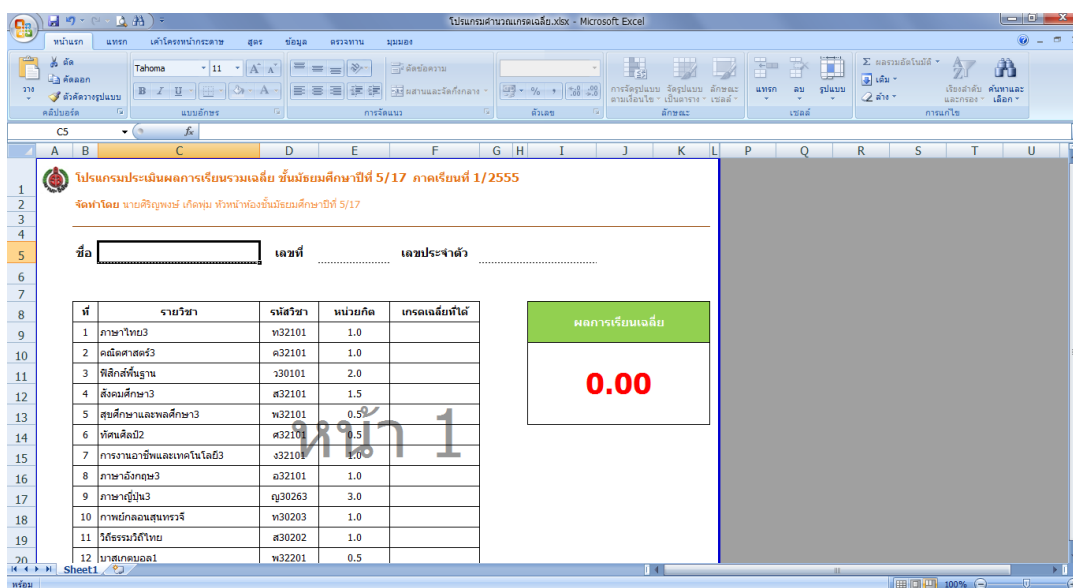 โปรแกรมคำนวณเกรดเฉลี่ย.xlsx - Microsoft Excel
หน้าแรก แทรก เค้าโครงหน้ากระดาษ สูตร ข้อมูล ตรวจทาน มุมมอง
ตัด
คัดลอก
ตัวคัดวางรูปแบบ
วาง
คลิปบอร์ด
Tahoma 11
B I U
แบบอักษร
ตัดข้อความ
ผสานและจัดกึ่งกลาง
การจัดแนว
ตัวเลข
การจัดรูปแบบตามเงื่อนไข
จัดรูปแบบเป็นตาราง
ลักษณะเซลล์
ลักษณะ
แทรก ลบ รูปแบบ
เซลล์
Σ ผลรวมอัตโนมัติ
เติม
ล้าง
เรียงลำดับและกรอง
ค้นหาและเลือก
การแก้ไข
C5 fx
A B C D E F G H I J K L P Q R S T U
1 โปรแกรมประเมินผลการเรียนรวมเฉลี่ย ชั้นมัธยมศึกษาปีที่ 5/17 ภาคเรียนที่ 1/2555
2 จัดทำโดย นายศิริญพงษ์ เกิดพุ่ม หัวหน้าห้องชั้นมัธยมศึกษาปีที่ 5/17
3
4
5 ชื่อ เลขที่ เลขประจำตัว
6
7
8 ที่ รายวิชา รหัสวิชา หน่วยกิต เกรดเฉลี่ยที่ได้
ผลการเรียนเฉลี่ย
0.00
9 1 ภาษาไทย3 ท32101 1.0
10 2 คณิตศาสตร์3 ค32101 1.0
11 3 ฟิสิกส์พื้นฐาน ว30101 2.0
12 4 สังคมศึกษา3 ส32101 1.5
13 5 สุขศึกษาและพลศึกษา3 พ32101 0.5
14 6 ทัศนศิลป์2 ศ32101 0.5
15 7 การงานอาชีพและเทคโนโลยี3 ง32101 1.0
16 8 ภาษาอังกฤษ3 อ32101 1.0
17 9 ภาษาญี่ปุ่น3 ญ30263 3.0
18 10 กาพย์กลอนสุนทรวจี ท30203 1.0
19 11 วิถีธรรมวิถีไทย ส30202 1.0
20 12 บาสเกตบอล1 พ32201 0.5
หน้า 1
Sheet1
พร้อม 100%